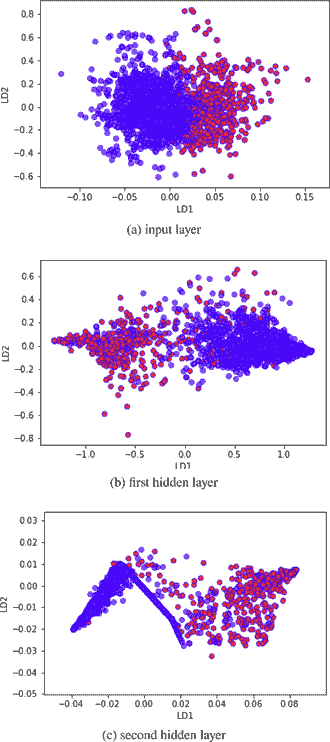 0.8
0.6
0.4
0.2
0.0
−0.2
−0.4
−0.6
LD2
−0.10 −0.05 0.00 0.05 0.10 0.15
LD1
(a) input layer
0.6
0.4
0.2
0.0
−0.2
−0.4
−0.6
−0.8
LD2
−1.0 −0.5 0.0 0.5 1.0
LD1
(b) first hidden layer
0.03
0.02
0.01
0.00
−0.01
−0.02
−0.03
−0.04
−0.05
LD2
−0.04 −0.02 0.00 0.02 0.04 0.06 0.08
LD1
(c) second hidden layer